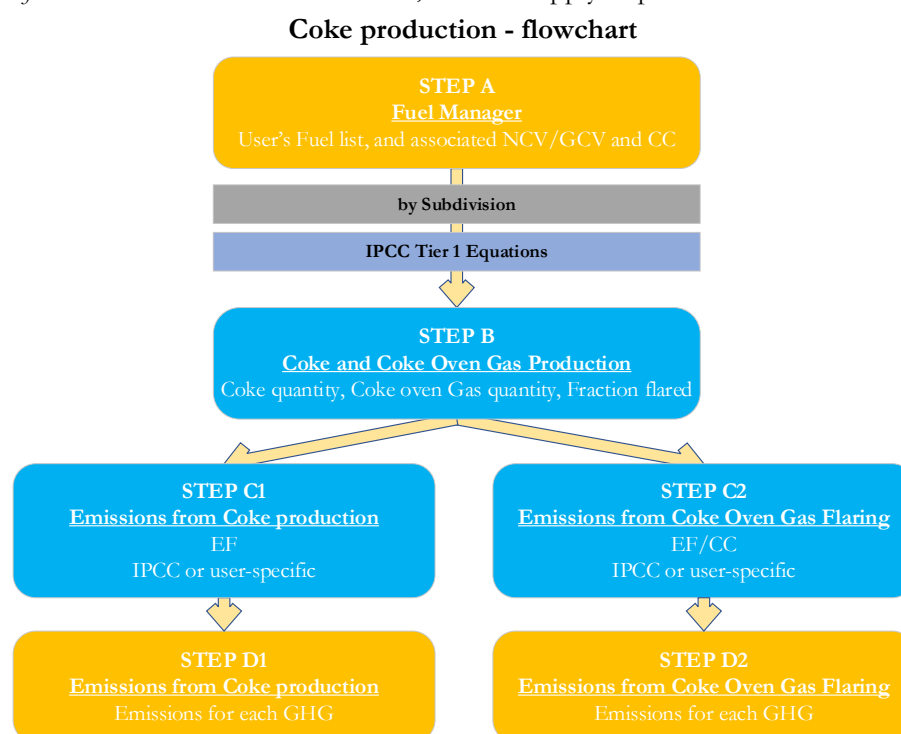 Coke production - flowchart
STEP A
Fuel Manager
User's Fuel list, and associated NCV/GCV and CC
by Subdivision
IPCC Tier 1 Equations
STEP B
Coke and Coke Oven Gas Production
Coke quantity, Coke oven Gas quantity, Fraction flared
STEP C1
Emissions from Coke production
EF
IPCC or user-specific
STEP C2
Emissions from Coke Oven Gas Flaring
EF/CC
IPCC or user-specific
STEP D1
Emissions from Coke production
Emissions for each GHG
STEP D2
Emissions from Coke Oven Gas Flaring
Emissions for each GHG